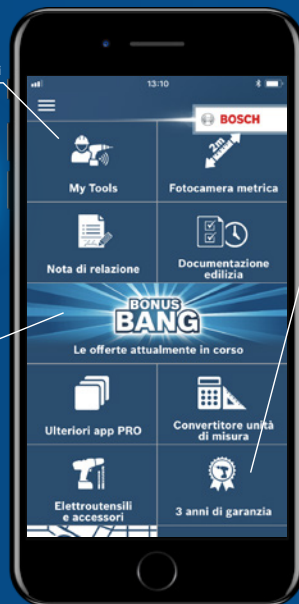 13:10
BOSCH
2m
My Tools
Fotocamera metrica
Nota di relazione
Documentazione
edilizia
BONUS
BANG
Le offerte attualmente in corso
Ulteriori app PRO
Convertitore unità
di misura
Elettroutensili
e accessori
3 anni di garanzia